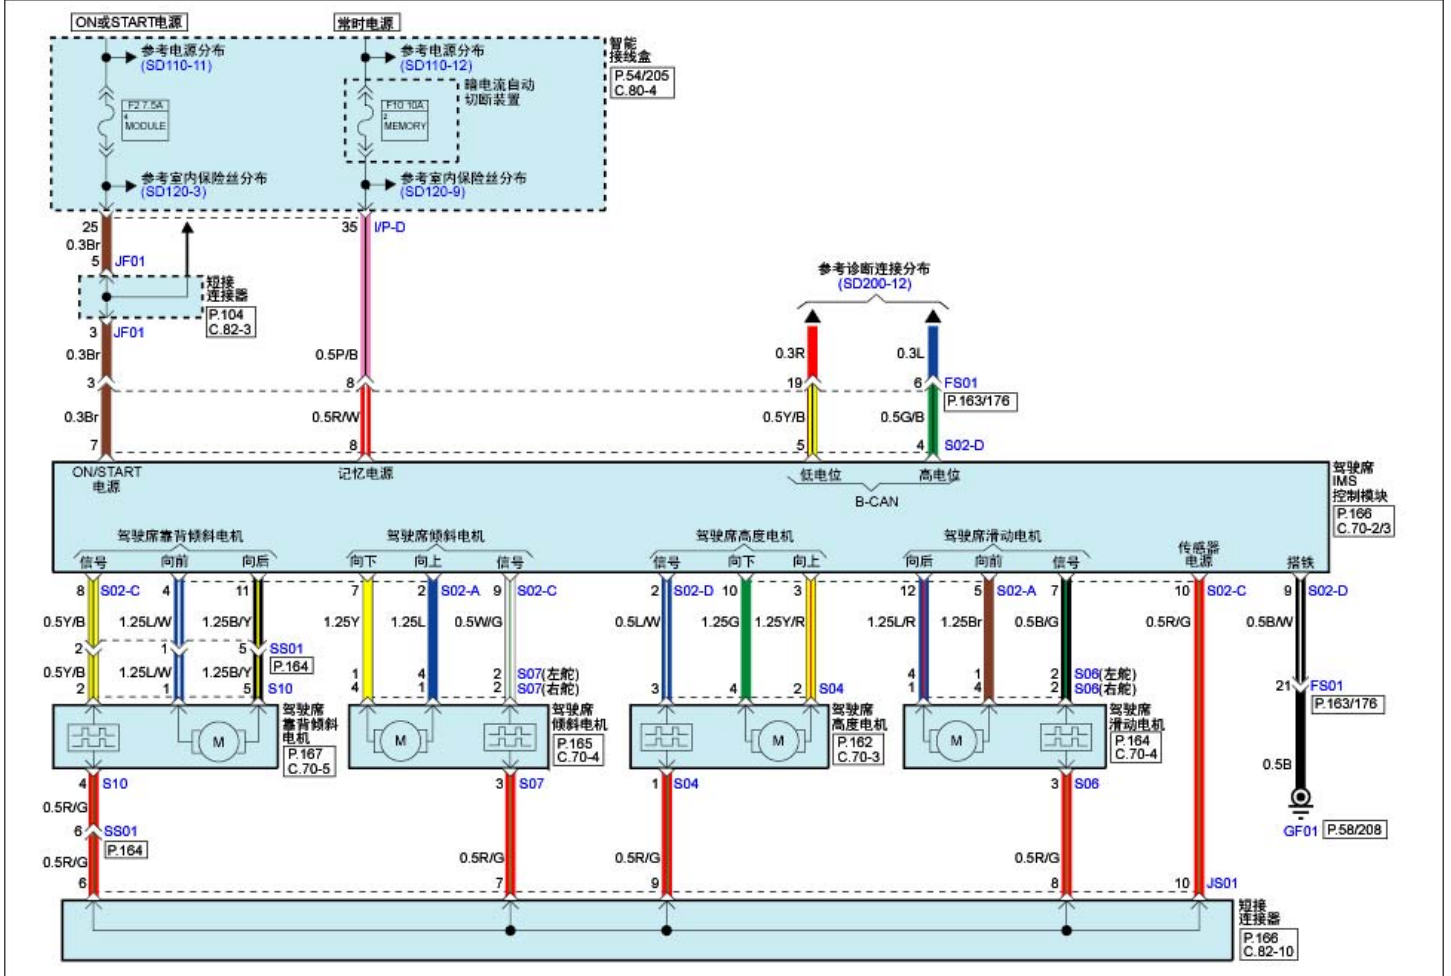 ON或START电源
常时电源
参考电源分布
(SD110-11)
参考电源分布
(SD110-12)
智能
接线盒
P.54/205
C.80-4
暗电流自动
切断装置
F2 7.5A
4
MODULE
F10 10A
2
MEMORY
参考室内保险丝分布
(SD120-3)
参考室内保险丝分布
(SD120-9)
25
35
I/P-D
0.3Br
5
JF01
短接
连接器
P.104
C.82-3
3
JF01
参考诊断连接分布
(SD200-12)
0.3Br
0.5P/B
0.3R
0.3L
3
8
19
6
FS01
P.163/176
0.3Br
0.5R/W
0.5Y/B
0.5G/B
7
8
5
4
S02-D
ON/START
电源
记忆电源
低电位
高电位
B-CAN
驾驶席
IMS
控制模块
P.166
C.70-2/3
驾驶席靠背倾斜电机
驾驶席倾斜电机
驾驶席高度电机
驾驶席滑动电机
信号
向前
向后
向下
向上
信号
信号
向下
向上
向后
向前
信号
传感器
电源
搭铁
8
S02-C
4
11
7
2
S02-A
9
S02-C
2
S02-D
10
3
12
5
S02-A
7
10
S02-C
9
S02-D
0.5Y/B
1.25L/W
1.25B/Y
1.25Y
1.25L
0.5W/G
0.5L/W
1.25G
1.25Y/R
1.25L/R
1.25Br
0.5B/G
0.5R/G
0.5B/W
2
1
5
SS01
P.164
0.5Y/B
1.25L/W
1.25B/Y
1
4
2
S07(左舵)
4
1
2
S06(左舵)
2
1
5
S10
4
1
2
S07(右舵)
3
4
2
S04
1
4
2
S06(右舵)
21
FS01
P.163/176
M
驾驶席
靠背倾斜
电机
P.167
C.70-5
M
驾驶席
倾斜电机
P.165
C.70-4
M
驾驶席
高度电机
P.162
C.70-3
M
驾驶席
滑动电机
P.164
C.70-4
0.5B
4
S10
3
S07
1
S04
3
S06
0.5R/G
6
SS01
P.164
GF01
P.58/208
0.5R/G
0.5R/G
0.5R/G
0.5R/G
6
7
9
8
10
JS01
短接
连接器
P.166
C.82-10